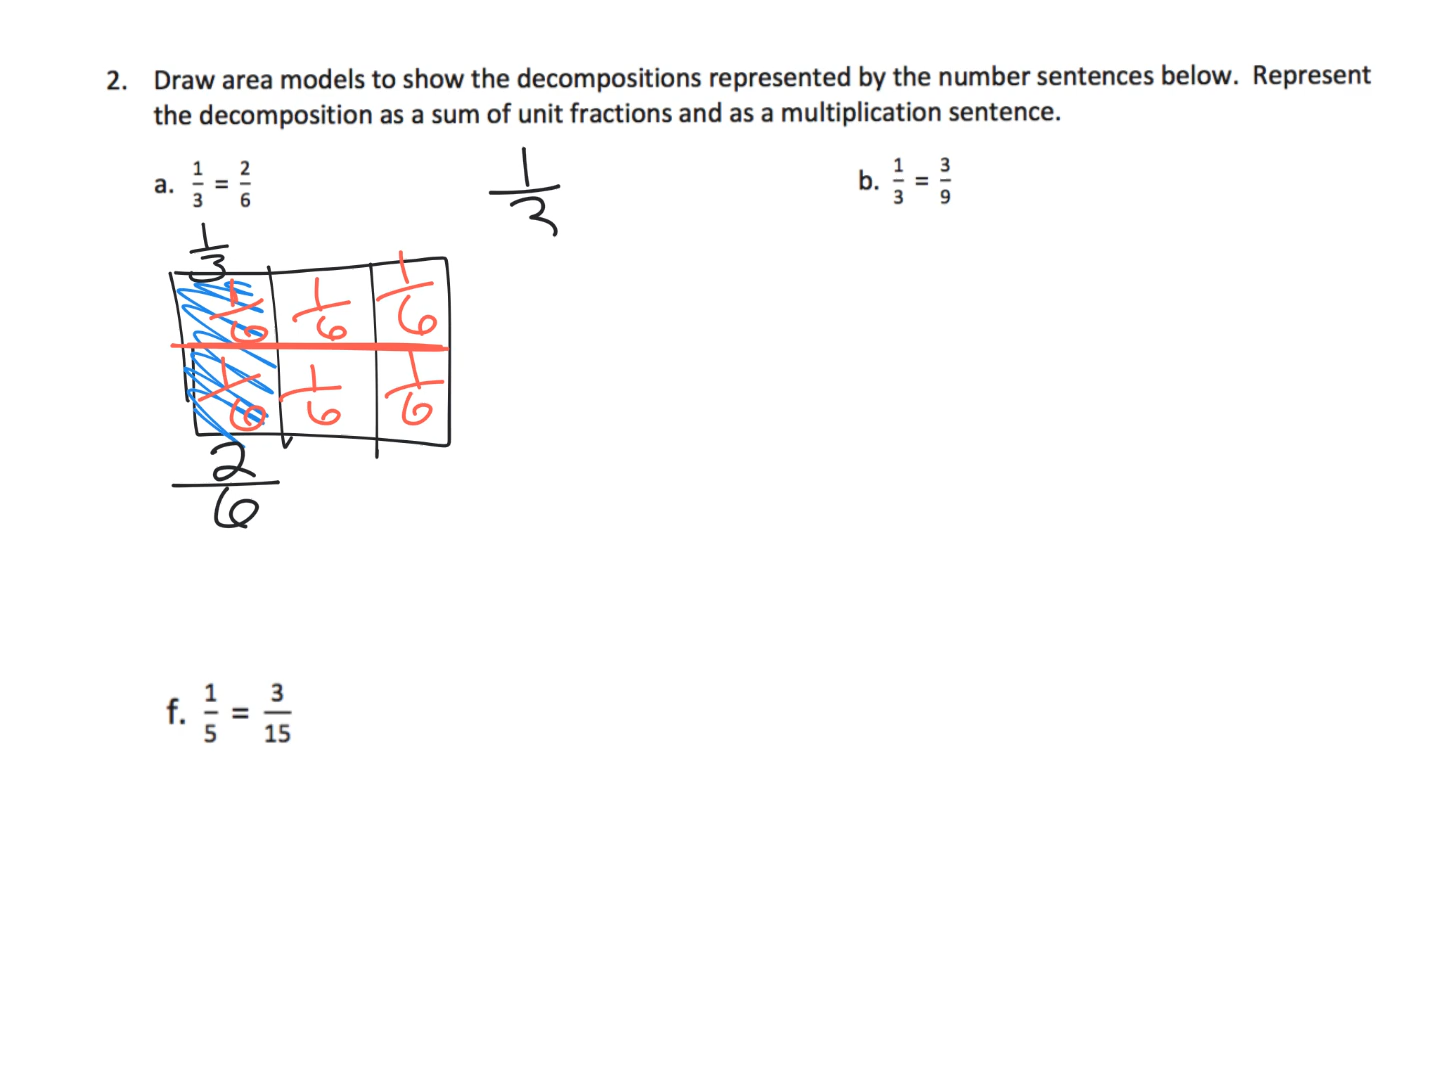 2. Draw area models to show the decompositions represented by the number sentences below. Represent
the decomposition as a sum of unit fractions and as a multiplication sentence.
a. 1/3 = 2/6
1/3
b. 1/3 = 3/9
1/3
1/6 1/6 1/6
1/6 1/6 1/6
2/6
f. 1/5 = 3/15